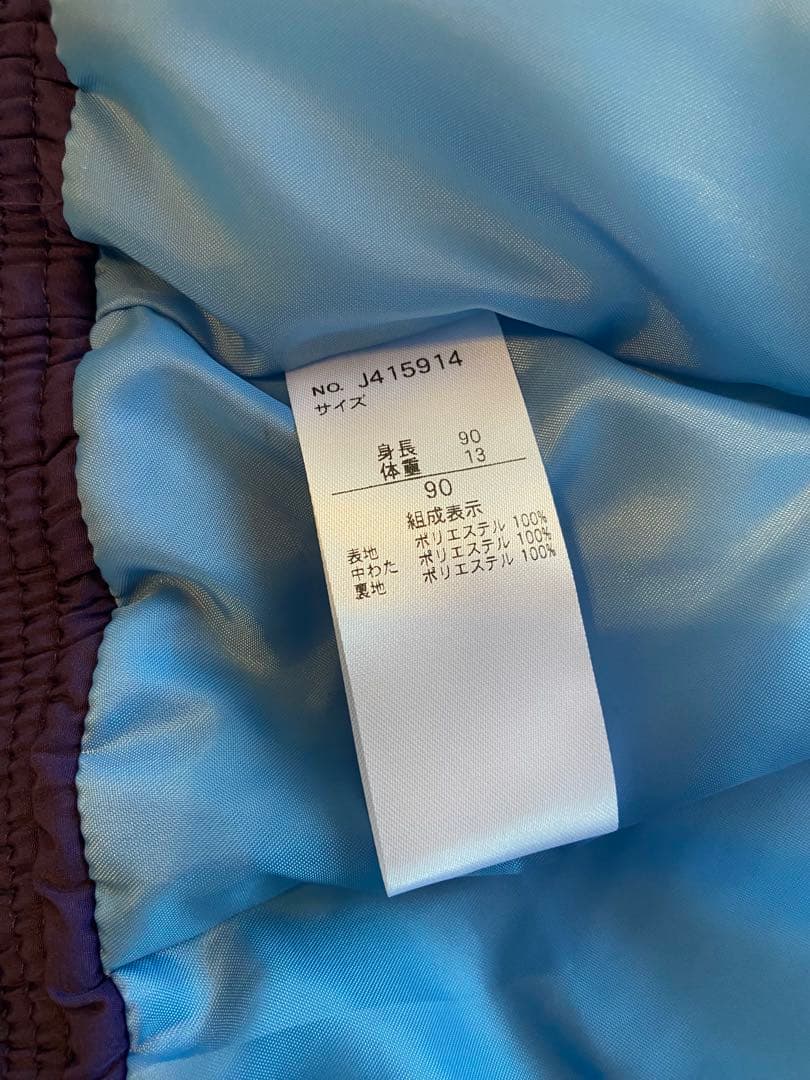 NO. J415914
サイズ
身長 90
体重 13
90
組成表示
表地 ポリエステル 100%
中わた ポリエステル 100%
裏地 ポリエステル 100%